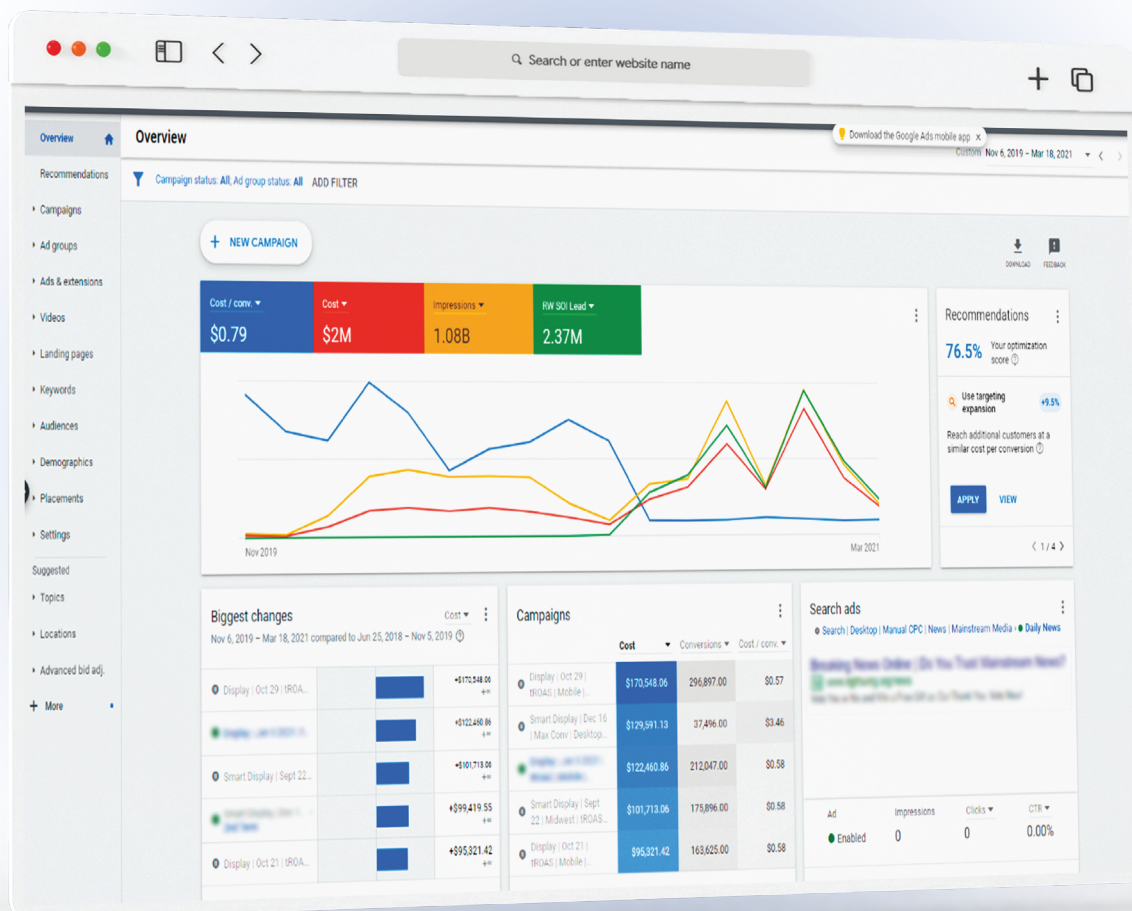 Search or enter website name
Overview
Recommendations
Campaigns
Ad groups
Ads & extensions
Videos
Landing pages
Keywords
Audiences
Demographics
Placements
Settings
Suggested
Topics
Locations
Advanced bid adj.
More
Overview
Download the Google Ads mobile app x
Custom Nov 6, 2019 – Mar 18, 2021
Campaign status: All, Ad group status: All ADD FILTER
NEW CAMPAIGN
DOWNLOAD FEEDBACK
Cost / conv. Cost Impressions RW SOI Lead
$0.79 $2M 1.08B 2.37M
Nov 2019 Mar 2021
Recommendations
76.5% Your optimization
score
Use targeting
expansion +9.5%
Reach additional customers at a
similar cost per conversion
APPLY VIEW
1 / 4
Biggest changes Cost
Nov 6, 2019 – Mar 18, 2021 compared to Jun 25, 2018 – Nov 5, 2019
Display | Oct 29 | tROA... +$170,548.06
+∞
+$122,460.86
+∞
Smart Display | Sept 22... +$101,713.06
+∞
+$99,419.55
+∞
Display | Oct 21 | tROA... +$95,321.42
+∞
Campaigns
Cost Conversions Cost / conv.
Display | Oct 29 |
tROAS | Mobile |... $170,548.06 296,897.00 $0.57
Smart Display | Dec 16
| Max Conv | Desktop... $129,591.13 37,496.00 $3.46
$122,460.86 212,047.00 $0.58
Smart Display | Sept
22 | Midwest | tROAS... $101,713.06 175,896.00 $0.58
Display | Oct 21 |
tROAS | Mobile |... $95,321.42 163,625.00 $0.58
Search ads
Search | Desktop | Manual CPC | News | Mainstream Media › Daily News
Breaking News Online | Do You Trust Mainstream News?
Ad Impressions Clicks CTR
Enabled 0 0 0.00%